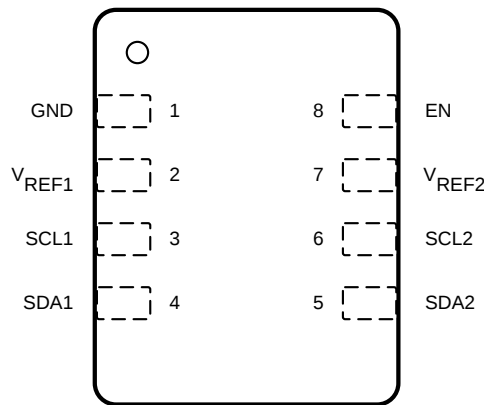 GND 1 8 EN
VREF1 2 7 VREF2
SCL1 3 6 SCL2
SDA1 4 5 SDA2